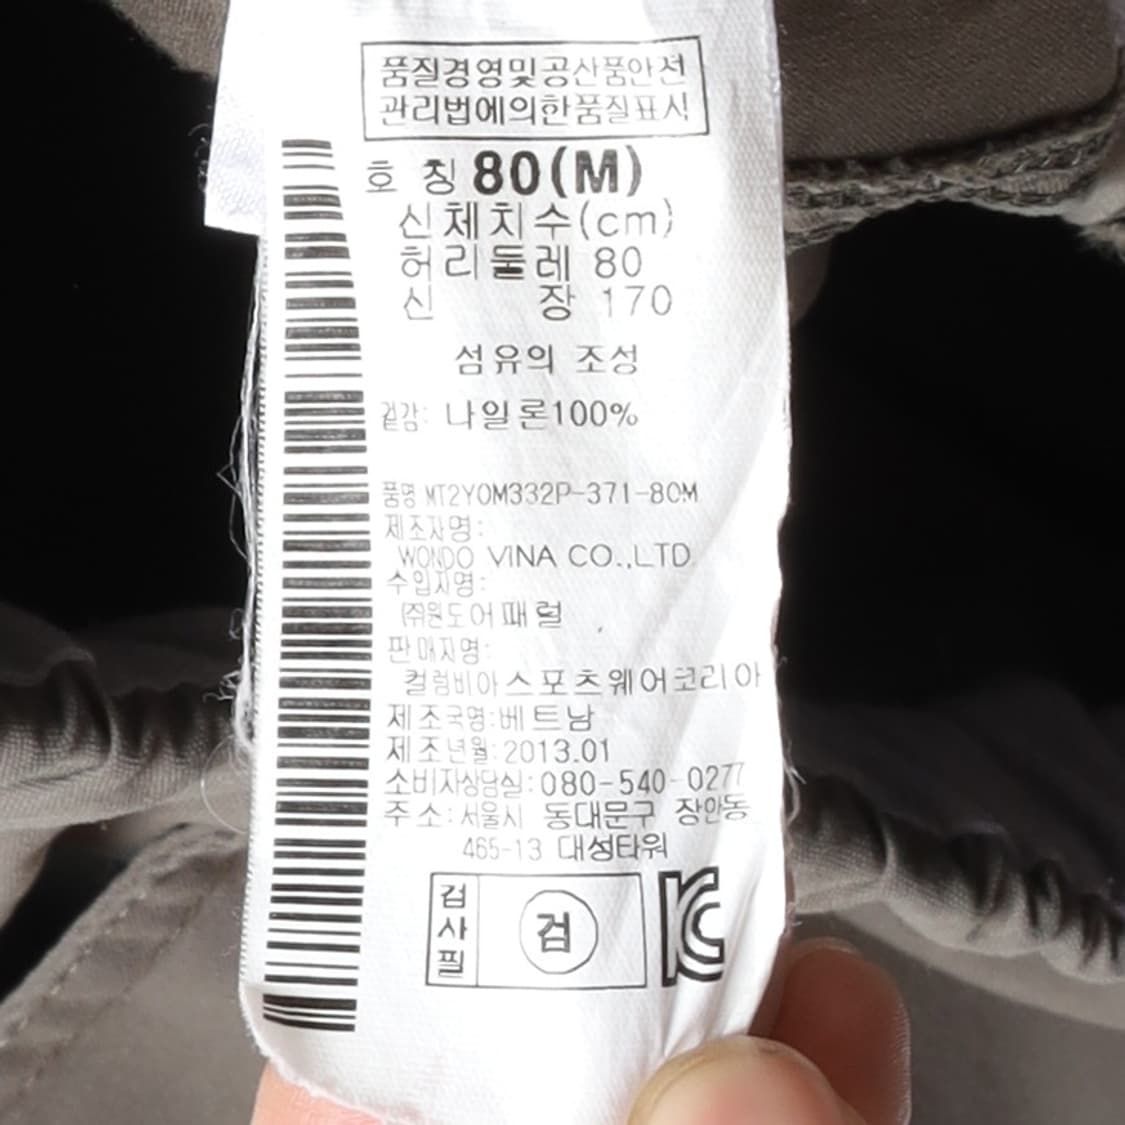 품질경영및공산품안전
관리법에의한품질표시
호 칭 80(M)
신체치수(cm)
허리둘레 80
신 장 170
섬유의 조성
겉감: 나일론100%
품명 MT2YOM332P-371-80M
제조자명:
WONDO VINA CO.,LTD
수입자명:
㈜원도어패럴
판매자명:
컬럼비아스포츠웨어코리아
제조국명:베트남
제조년월:2013.01
소비자상담실:080-540-0277
주소:서울시 동대문구 장안동
465-13 대성타워
검사필 검